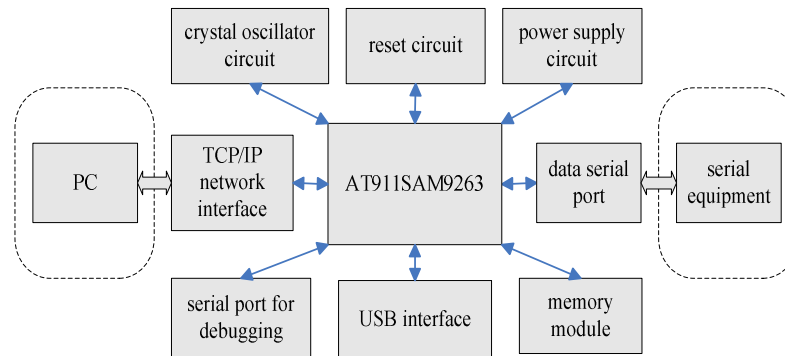 crystal oscillator
circuit
reset circuit
power supply
circuit
PC
TCP/IP
network
interface
AT911SAM9263
data serial
port
serial
equipment
serial port for
debugging
USB interface
memory
module